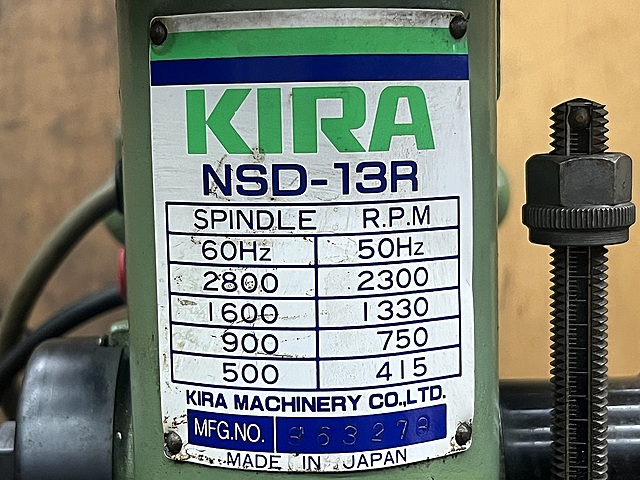 KIRA
NSD-13R
SPINDLE R.P.M
60Hz 50Hz
2800 2300
1600 1330
900 750
500 415
KIRA MACHINERY CO.,LTD.
MFG.NO.
MADE IN JAPAN